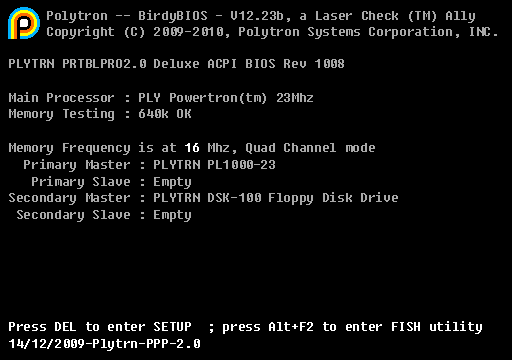 Polytron -- BirdyBIOS - V12.23b, a Laser Check (TM) Ally
Copyright (C) 2009-2010, Polytron Systems Corporation, INC.
PLYTRN PRTBLPRO2.0 Deluxe ACPI BIOS Rev 1008
Main Processor : PLY Powertron(tm) 23Mhz
Memory Testing : 640k OK
Memory Frequency is at 16 Mhz, Quad Channel mode
Primary Master : PLYTRN PL1000-23
Primary Slave : Empty
Secondary Master : PLYTRN DSK-100 Floppy Disk Drive
Secondary Slave : Empty
Press DEL to enter SETUP  ; press Alt+F2 to enter FISH utility
14/12/2009-Plytrn-PPP-2.0